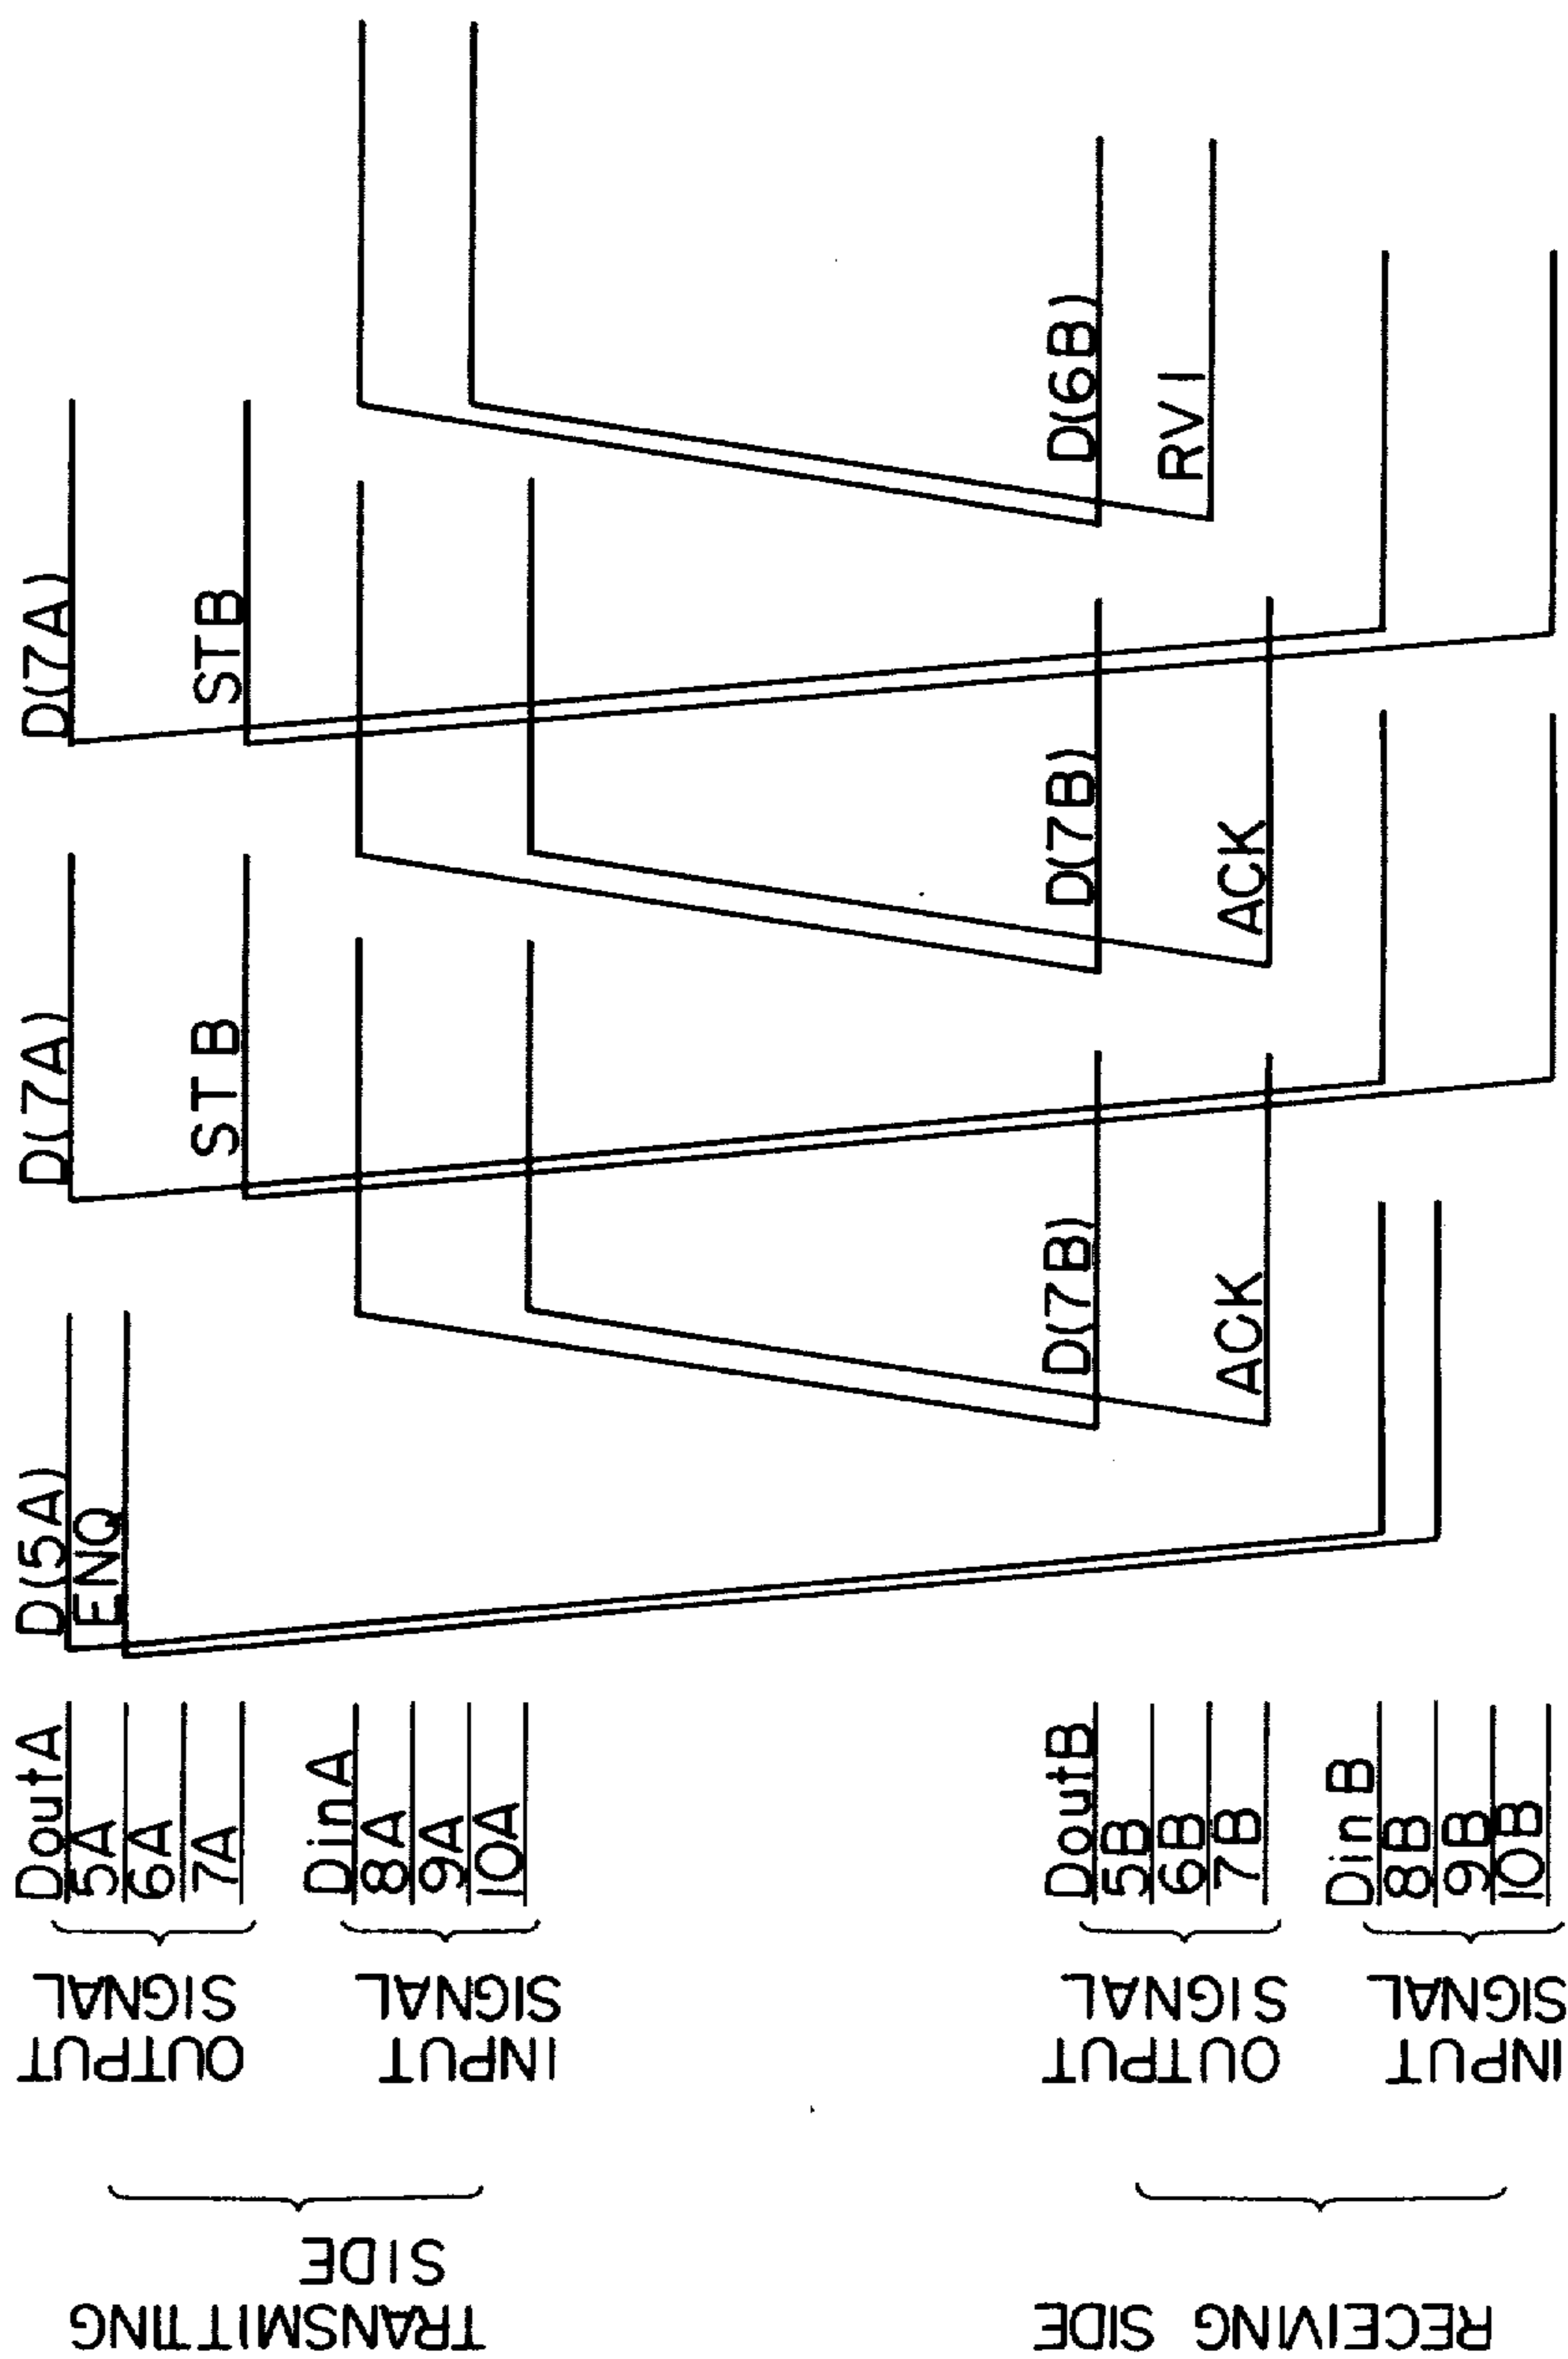 TRANSMITTING
SIDE
OUTPUT
SIGNAL
DoutA
5A
6A
7A
INPUT
SIGNAL
DinA
8A
9A
10A
D(5A)
ENQ
D(7A)
STB
D(7A)
STB
RECEIVING SIDE
OUTPUT
SIGNAL
DoutB
5B
6B
7B
INPUT
SIGNAL
DinB
8B
9B
10B
D(7B)
ACK
D(7B)
ACK
D(6B)
RVI